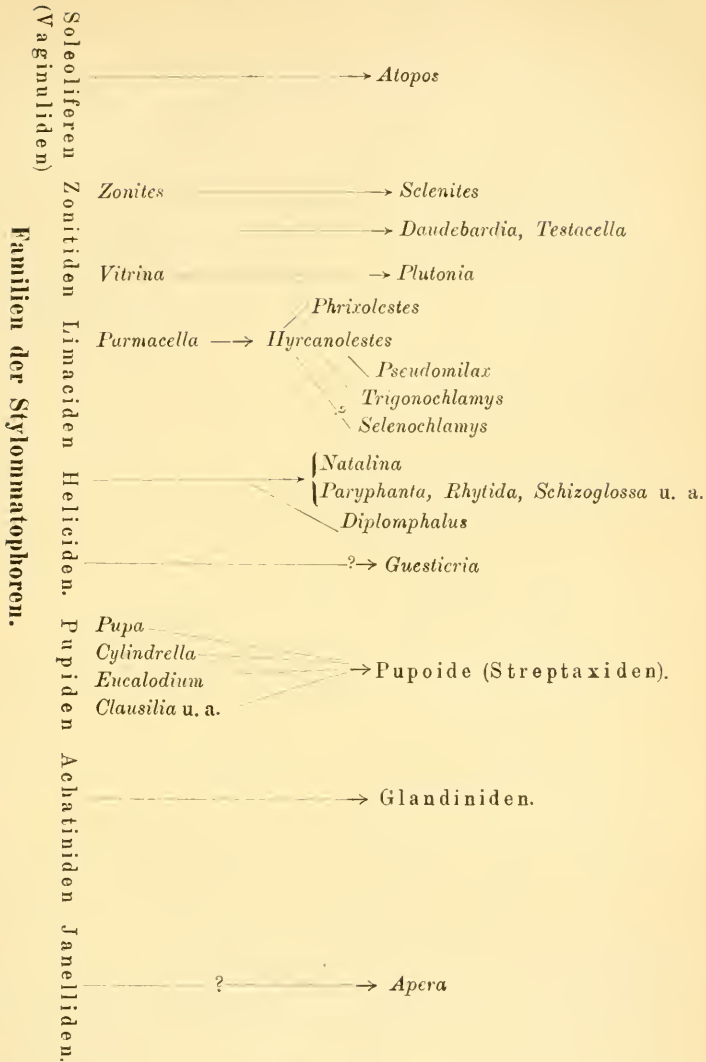 Familien der Stylommatophoren.
Soleoliferen (Vaginuliden) Zonitiden Limaciden Heliciden. Pupiden Achatiniden Janelliden.
→ Atopos
Zonites → Selenites
→ Daudebardia, Testacella
Vitrina → Plutonia
Phrixolestes
Parmacella → Hyrcanolestes
Pseudomilax
Trigonochlamys
Selenochlamys
{Natalina
{Paryphanta, Rhytida, Schizoglossa u. a.
Diplomphalus
?→ Guesticria
Pupa
Cylindrella
Eucalodium
→ Pupoide (Streptaxiden).
Clausilia u. a.
→ Glandiniden.
? → Apera